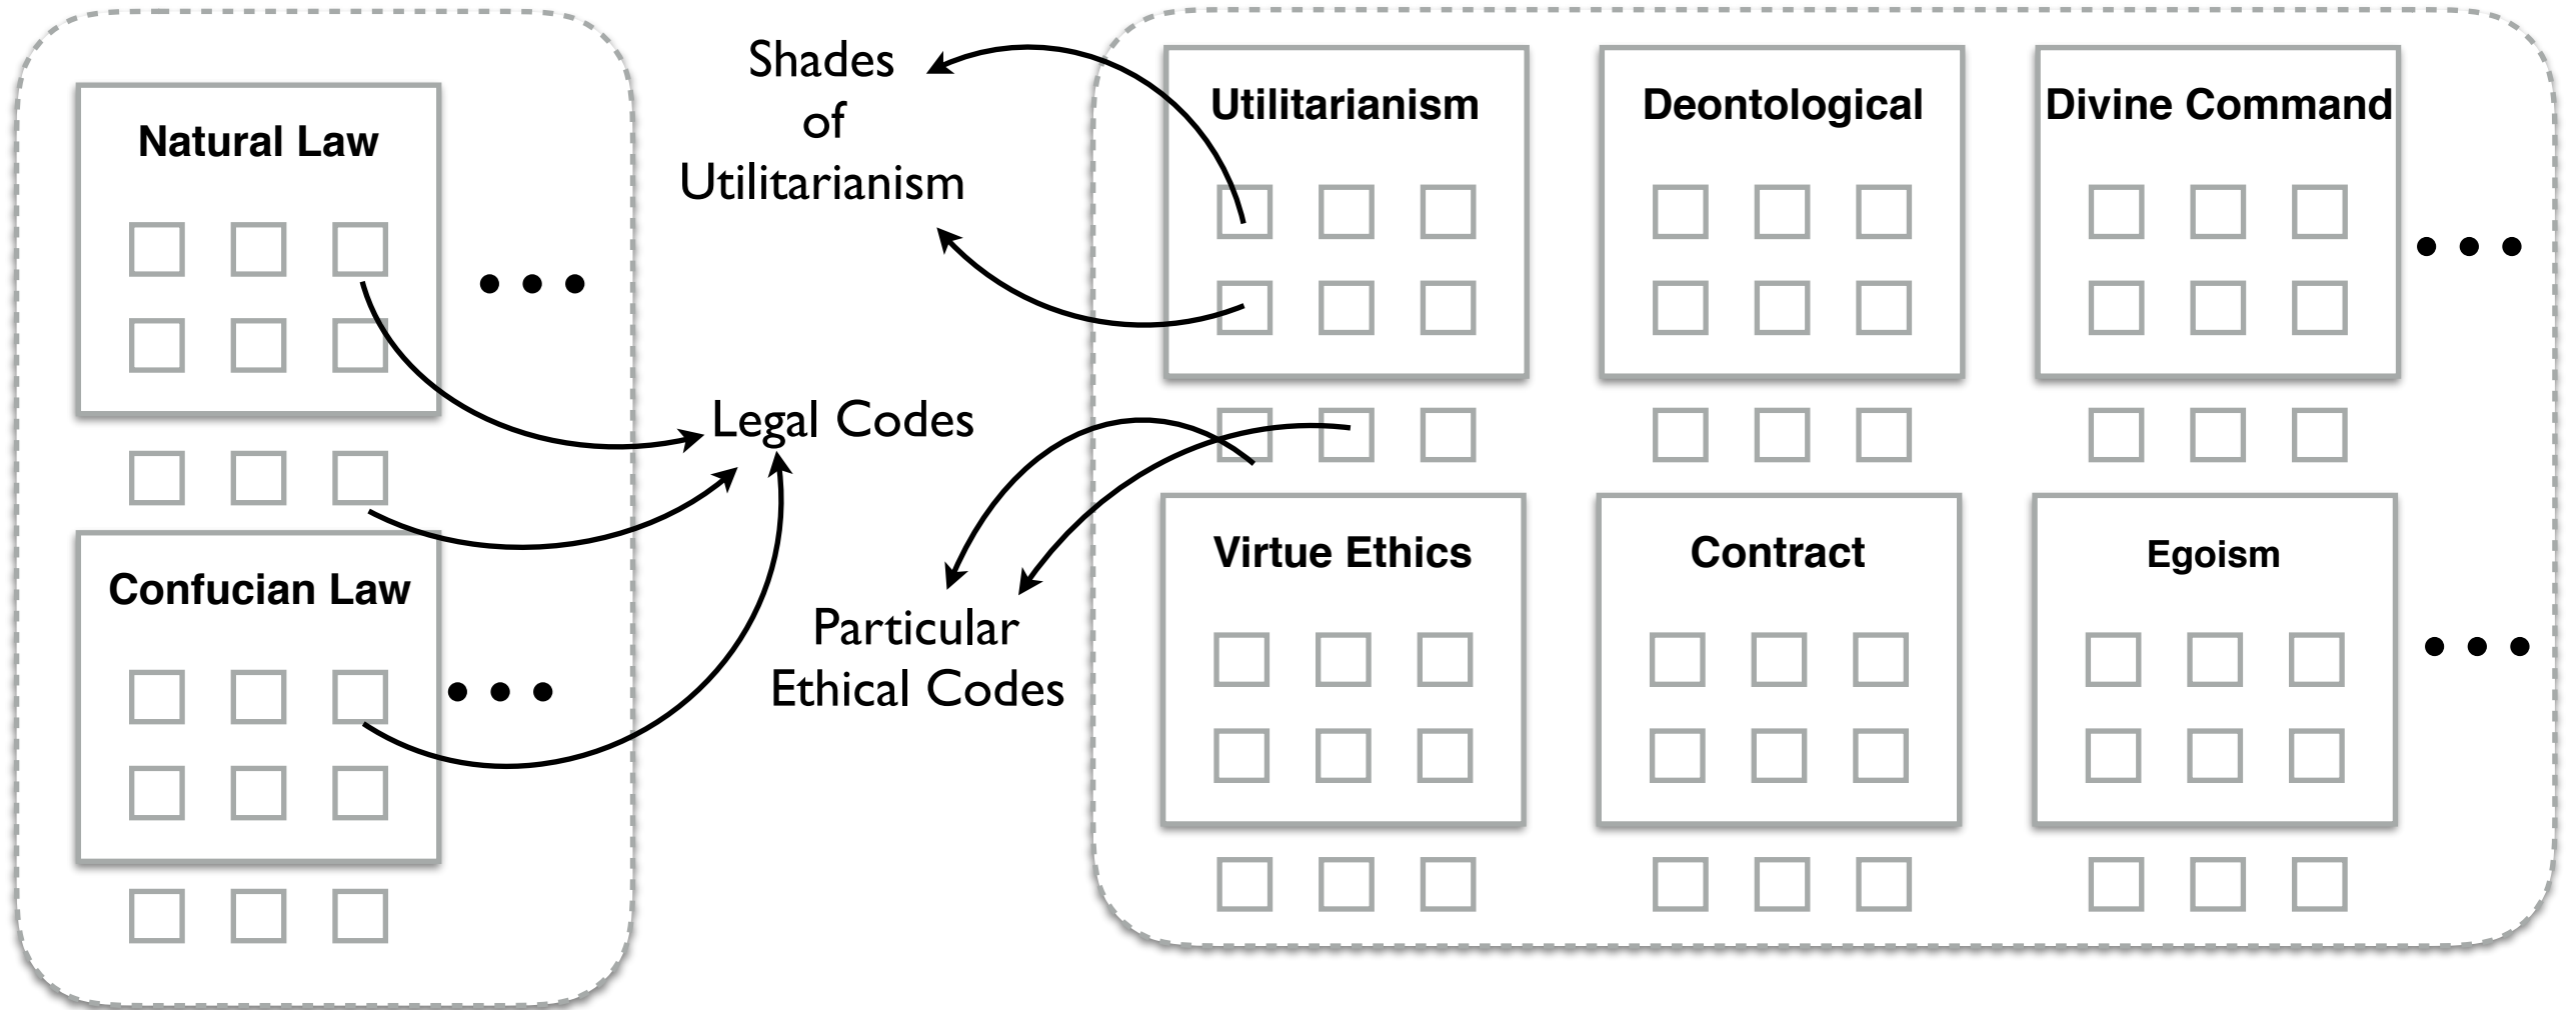 Natural Law
Confucian Law
Shades
of
Utilitarianism
Legal Codes
Particular
Ethical Codes
Utilitarianism
Deontological
Divine Command
Virtue Ethics
Contract
Egoism